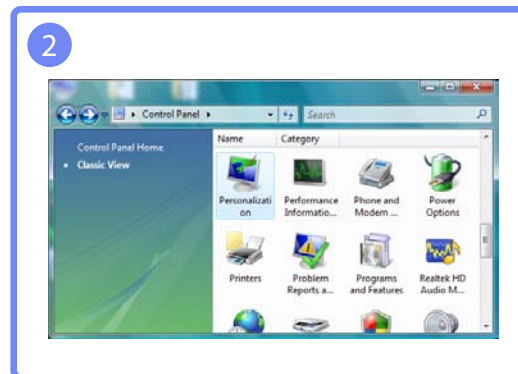 2
Control Panel
Search
Control Panel Home
Classic View
Name Category
Personalizati
on
Performance
Informatio...
Phone and
Modem ...
Power
Options
Printers
Problem
Reports a...
Programs
and Features
Realtek HD
Audio M...